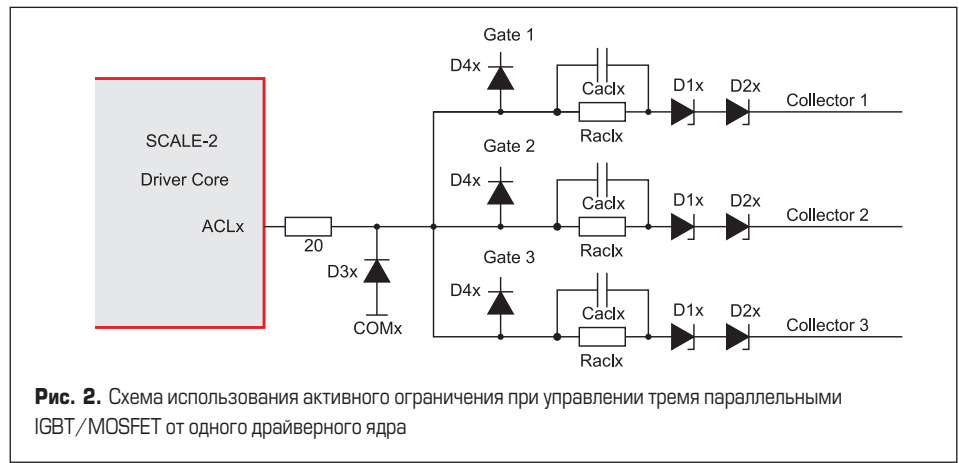 Gate 1
D4x
Caclx
Raclx
D1x
D2x
Collector 1
SCALE-2
Driver Core
ACLx
20
D3x
COMx
Gate 2
D4x
Caclx
Raclx
D1x
D2x
Collector 2
Gate 3
D4x
Caclx
Raclx
D1x
D2x
Collector 3
Рис. 2. Схема использования активного ограничения при управлении тремя параллельными
IGBT/MOSFET от одного драйверного ядра